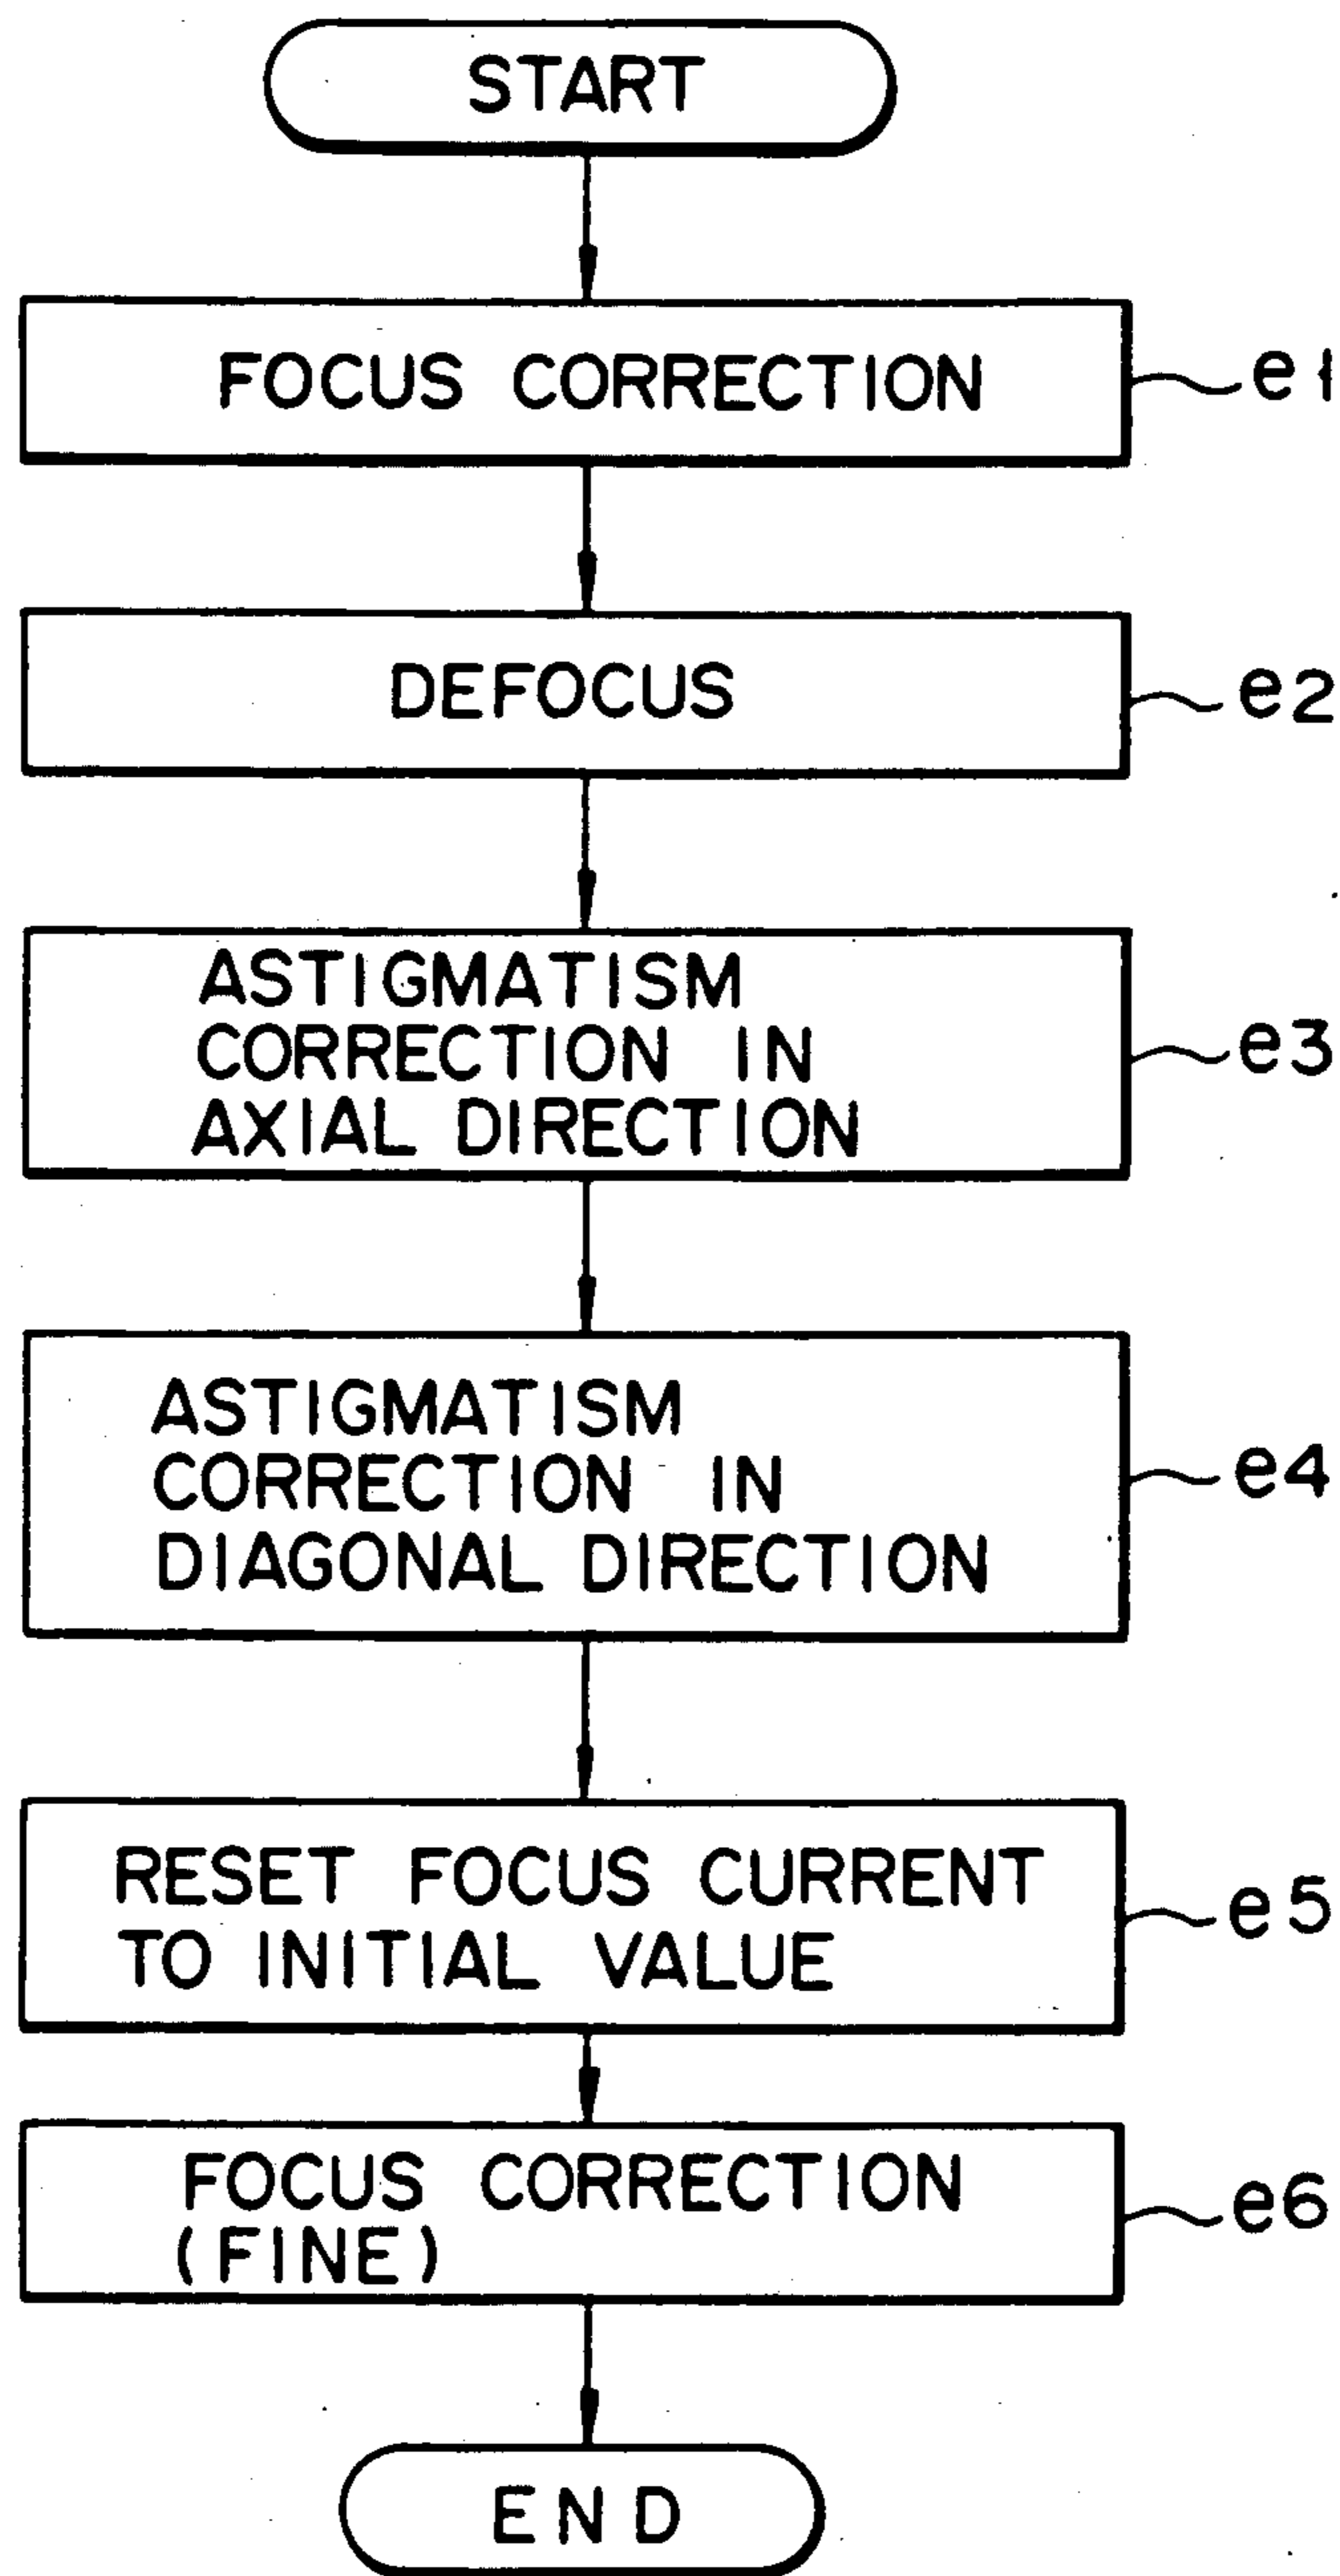 START
FOCUS CORRECTION
e1
DEFOCUS
e2
ASTIGMATISM
CORRECTION IN
AXIAL DIRECTION
e3
ASTIGMATISM
CORRECTION IN
DIAGONAL DIRECTION
e4
RESET FOCUS CURRENT
TO INITIAL VALUE
e5
FOCUS CORRECTION
(FINE)
e6
END